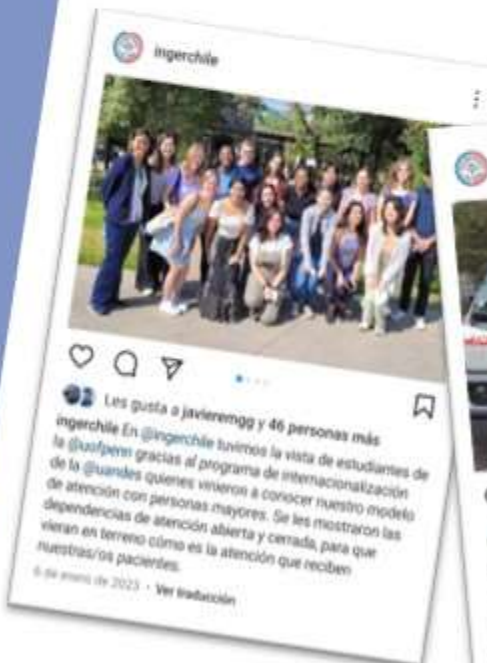 ingerchile
Les gusta a javieremgg y 46 personas más
ingerchile En @ingerchile tuvimos la vista de estudiantes de
la @uofpenn gracias al programa de internacionalización
de la @uandes quienes vinieron a conocer nuestro modelo
de atención con personas mayores. Se les mostraron las
dependencias de atención abierta y cerrada, para que
vieran en terreno cómo es la atención que reciben
nuestras/os pacientes.
6 de enero de 2023 · Ver traducción